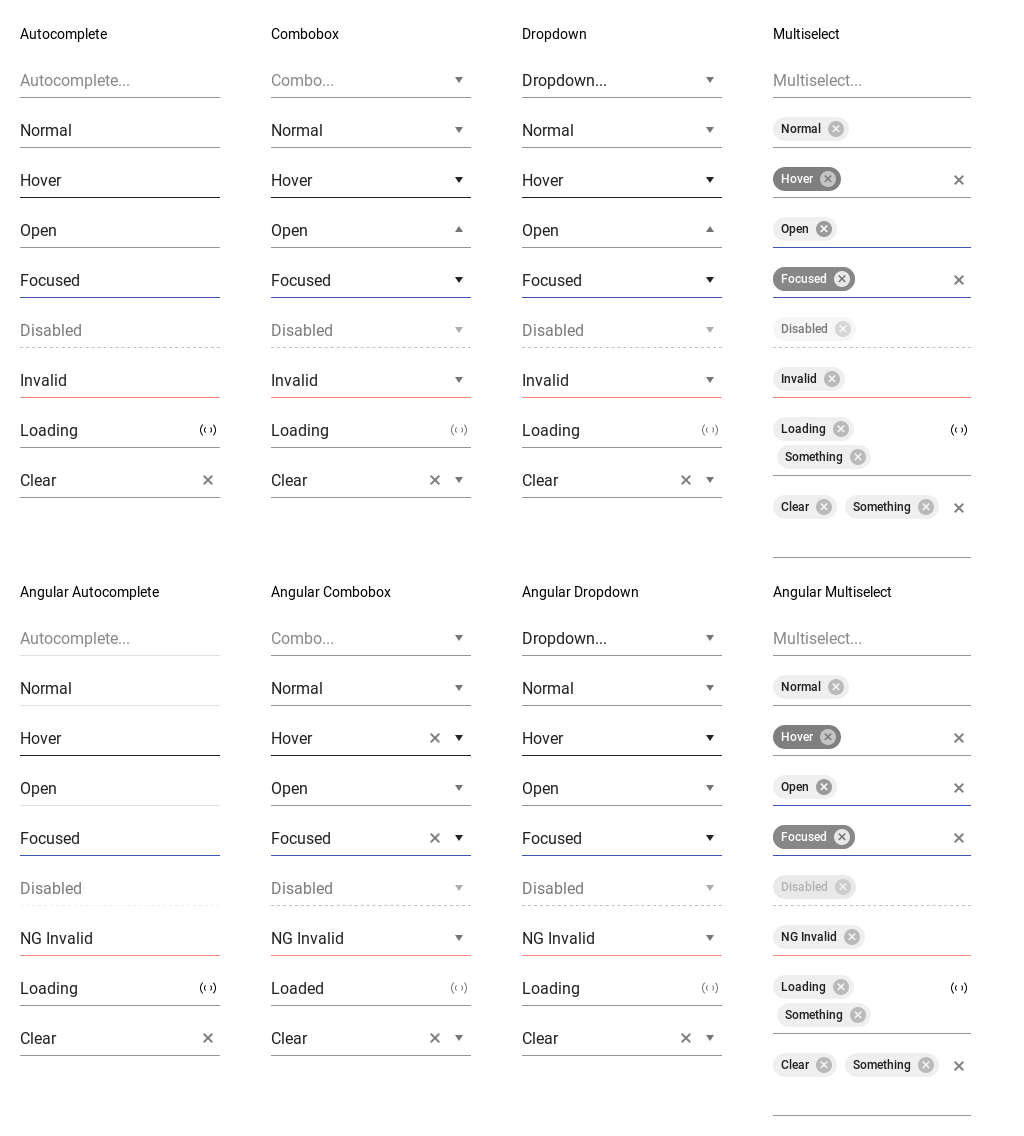 Autocomplete Combobox Dropdown Multiselect
Autocomplete... Combo... Dropdown... Multiselect...
Normal Normal Normal Normal
Hover Hover Hover Hover
Open Open Open Open
Focused Focused Focused Focused
Disabled Disabled Disabled Disabled
Invalid Invalid Invalid Invalid
Loading Loading Loading Loading
Something
Clear Clear Clear
Clear Something
Angular Autocomplete Angular Combobox Angular Dropdown Angular Multiselect
Autocomplete... Combo... Dropdown... Multiselect...
Normal Normal Normal Normal
Hover Hover Hover Hover
Open Open Open Open
Focused Focused Focused Focused
Disabled Disabled Disabled Disabled
NG Invalid NG Invalid NG Invalid NG Invalid
Loading Loaded Loading Loading
Something
Clear Clear Clear
Clear Something